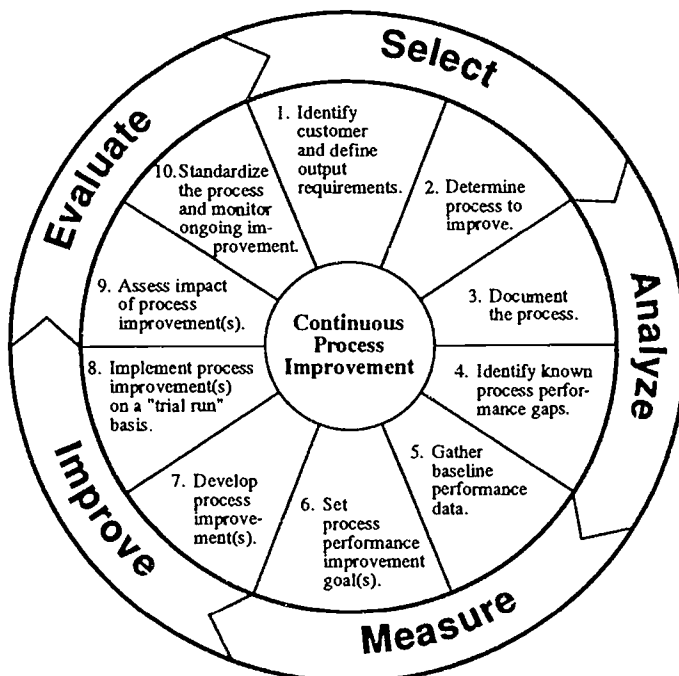 Select
Analyze
Measure
Improve
Evaluate
1. Identify
customer
and define
output
requirements.
2. Determine
process to
improve.
3. Document
the process.
4. Identify known
process perfor-
mance gaps.
5. Gather
baseline
performance
data.
6. Set
process
performance
improvement
goal(s).
7. Develop
process
improve-
ment(s).
8. Implement process
improvement(s)
on a "trial run"
basis.
9. Assess impact
of process
improvement(s).
10. Standardize
the process
and monitor
ongoing im-
provement.
Continuous
Process
Improvement